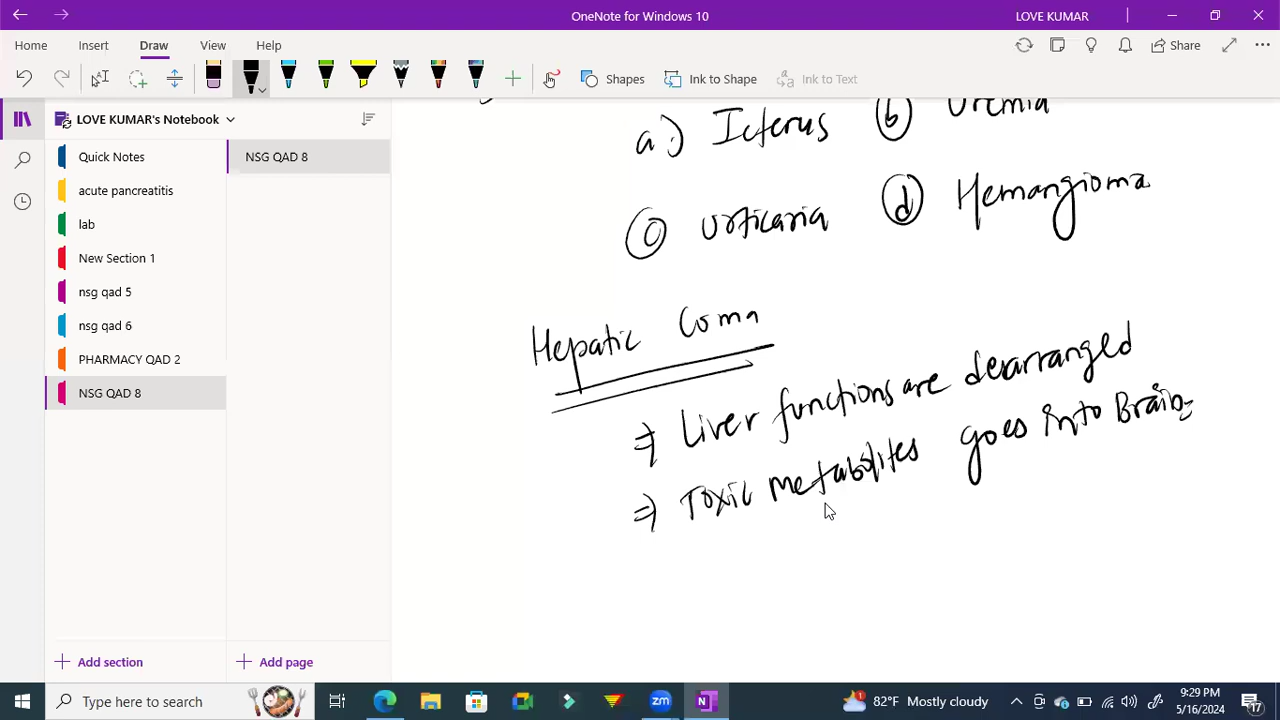 OneNote for Windows 10
LOVE KUMAR
Home Insert Draw View Help
Share
Shapes
Ink to Shape
Ink to Text
LOVE KUMAR's Notebook
Quick Notes
acute pancreatitis
lab
New Section 1
nsg qad 5
nsg qad 6
PHARMACY QAD 2
NSG QAD 8
Add section
NSG QAD 8
Add page
a.) Icterus (b) Uremia
(c) Urticaria (d) Hemangioma
Hepatic Coma
⇒ Liver functions are dearranged
⇒ Toxic metabolites goes into Brain
Type here to search
zm
1
82°F Mostly cloudy
9:29 PM
5/16/2024
17